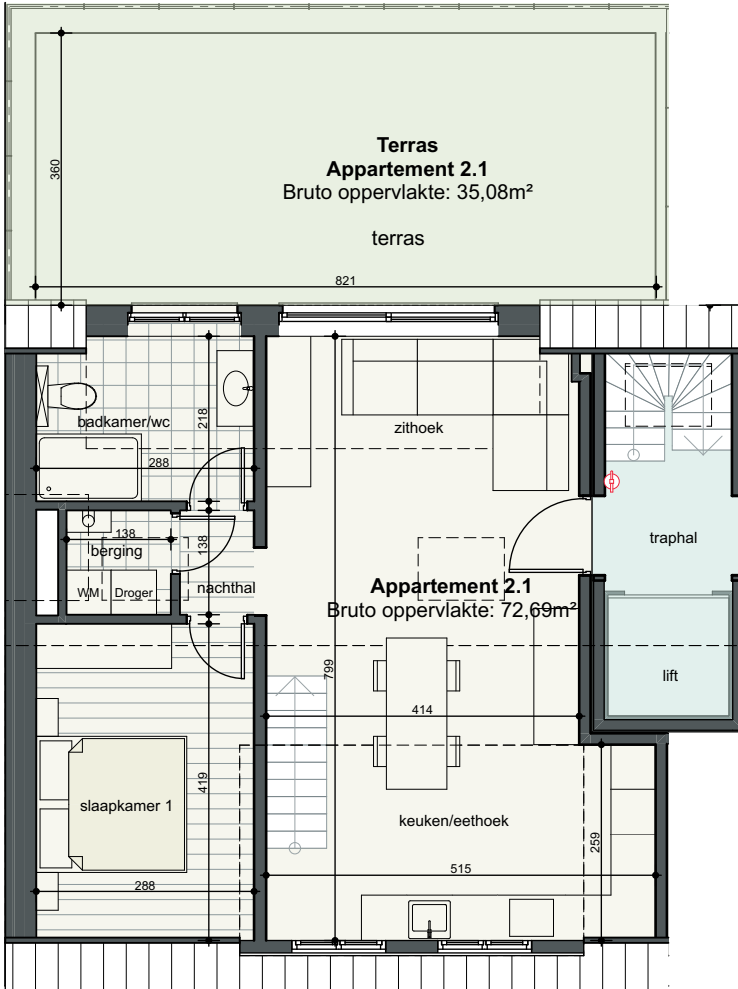 Terras
Appartement 2.1
Bruto oppervlakte: 35,08m²
360
terras
821
badkamer/wc
218
zithoek
288
138
138
berging
traphal
WM
Droger
nachthal
Appartement 2.1
Bruto oppervlakte: 72,69m²
799
lift
414
419
slaapkamer 1
keuken/eethoek
259
515
288